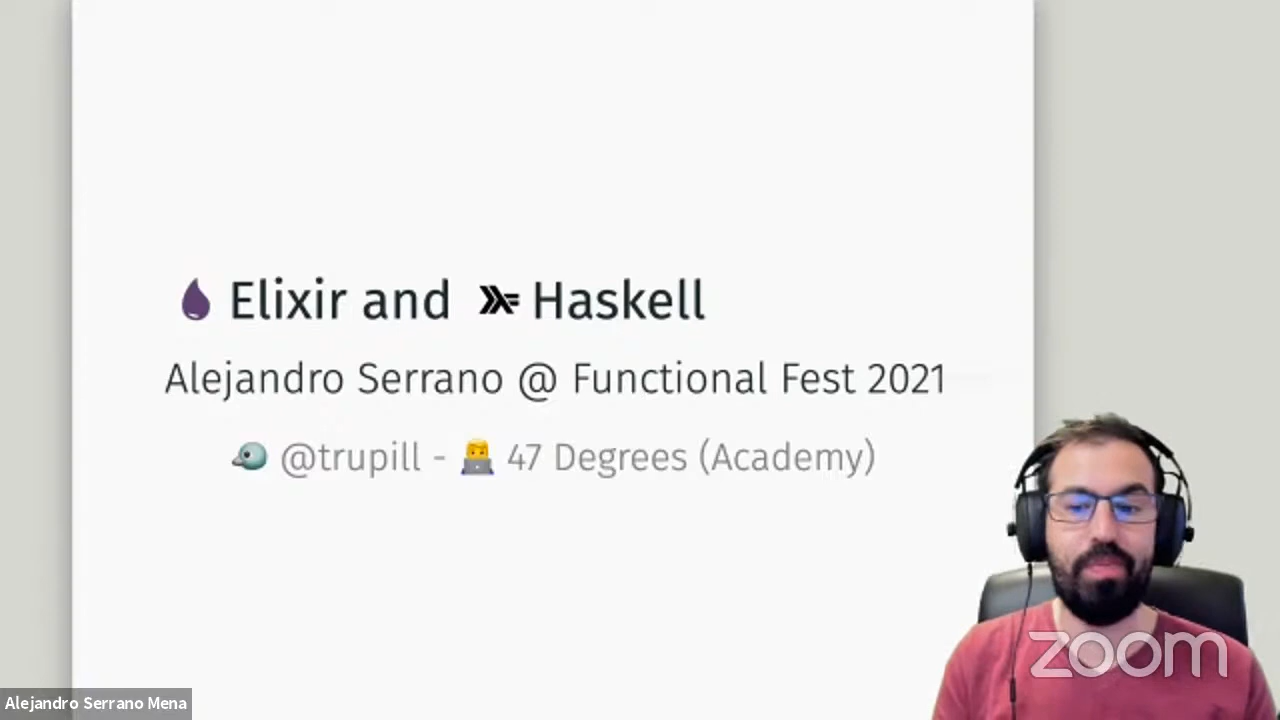 Elixir and Haskell
Alejandro Serrano @ Functional Fest 2021
@trupill - 47 Degrees (Academy)
zoom
Alejandro Serrano Mena